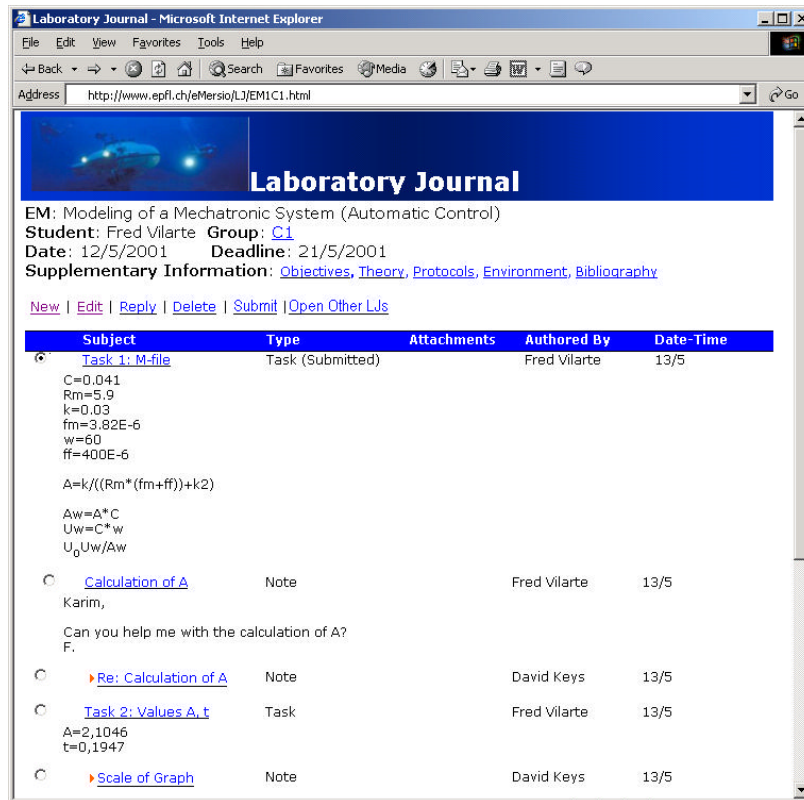 Laboratory Journal - Microsoft Internet Explorer
File Edit View Favorites Tools Help
Back Search Favorites Media
Address http://www.epfl.ch/eMersio/LJ/EM1C1.html Go
Laboratory Journal
EM: Modeling of a Mechatronic System (Automatic Control)
Student: Fred Vilarte Group: C1
Date: 12/5/2001 Deadline: 21/5/2001
Supplementary Information: Objectives, Theory, Protocols, Environment, Bibliography
New | Edit | Reply | Delete | Submit |Open Other LJs
Subject Type Attachments Authored By Date-Time
Task 1: M-file Task (Submitted) Fred Vilarte 13/5
C=0.041
Rm=5.9
k=0.03
fm=3.82E-6
w=60
ff=400E-6
A=k/((Rm*(fm+ff))+k2)
Aw=A*C
Uw=C*w
U₀Uw/Aw
Calculation of A Note Fred Vilarte 13/5
Karim,
Can you help me with the calculation of A?
F.
Re: Calculation of A Note David Keys 13/5
Task 2: Values A, t Task Fred Vilarte 13/5
A=2,1046
t=0,1947
Scale of Graph Note David Keys 13/5